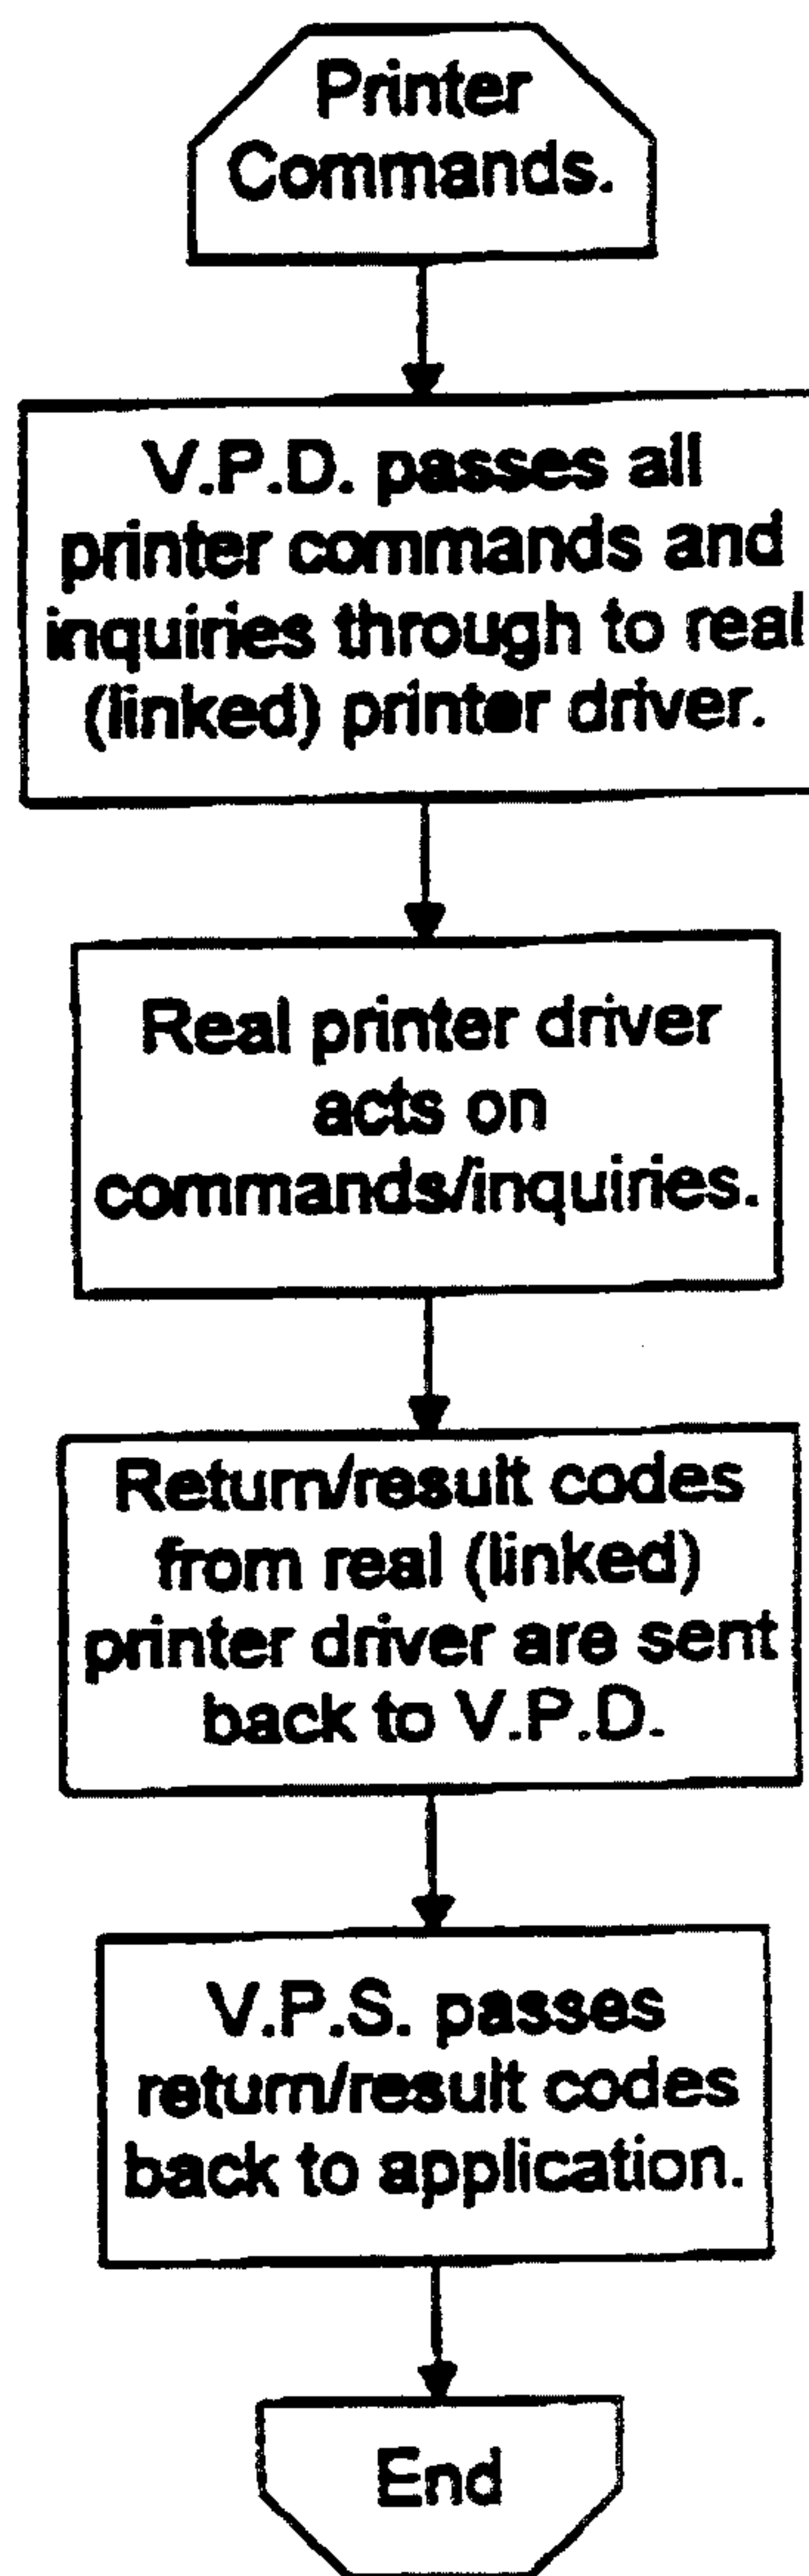 Printer
Commands.
V.P.D. passes all
printer commands and
inquiries through to real
(linked) printer driver.
Real printer driver
acts on
commands/inquiries.
Return/result codes
from real (linked)
printer driver are sent
back to V.P.D.
V.P.S. passes
return/result codes
back to application.
End